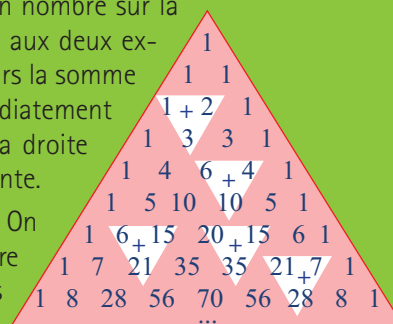 n nombre sur la
aux deux ex-
rs la somme
diatement
a droite
nte.
On
re
s
1
1 1
1 + 2 1
1 3 3 1
1 4 6 + 4 1
1 5 10 10 5 1
1 6 + 15 20 + 15 6 1
1 7 21 35 35 21 + 7 1
1 8 28 56 70 56 28 8 1
...